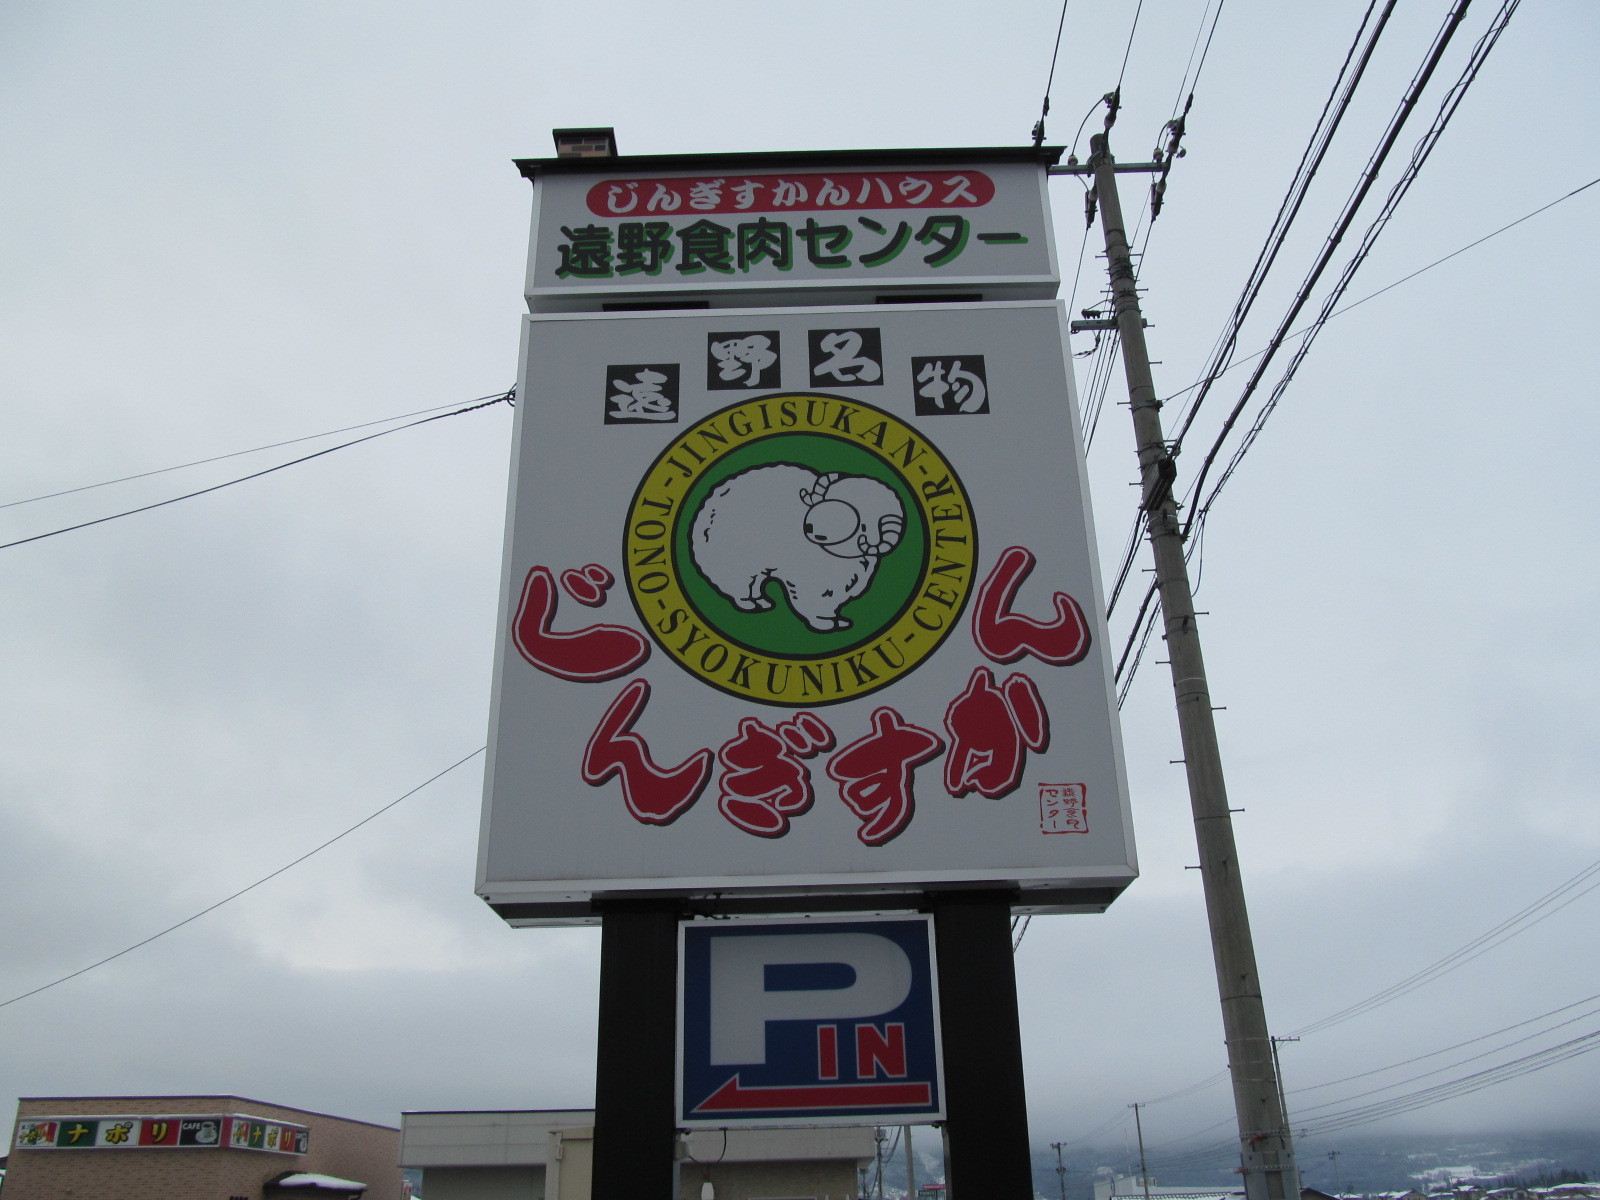 じんぎすかんハウス
遠野食肉センター
遠野名物
TONO-JINGISUKAN-CENTER-SYOKUNIKU-
じんぎすかん
遠野食肉
センター
P
IN
ナポリ
CAFE
ナポリ